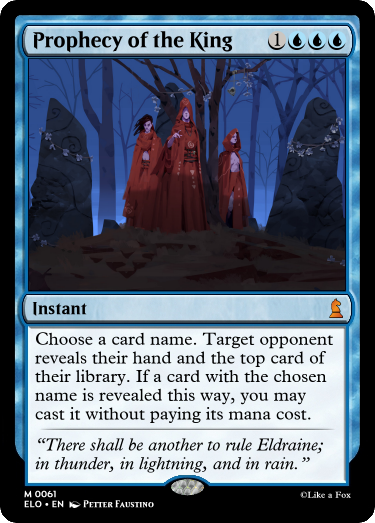 Prophecy of the King 1
Instant
Choose a card name. Target opponent
reveals their hand and the top card of
their library. If a card with the chosen
name is revealed this way, you may
cast it without paying its mana cost.
“There shall be another to rule Eldraine;
in thunder, in lightning, and in rain.”
M 0061
ELO • EN Petter Faustino
©Like a Fox